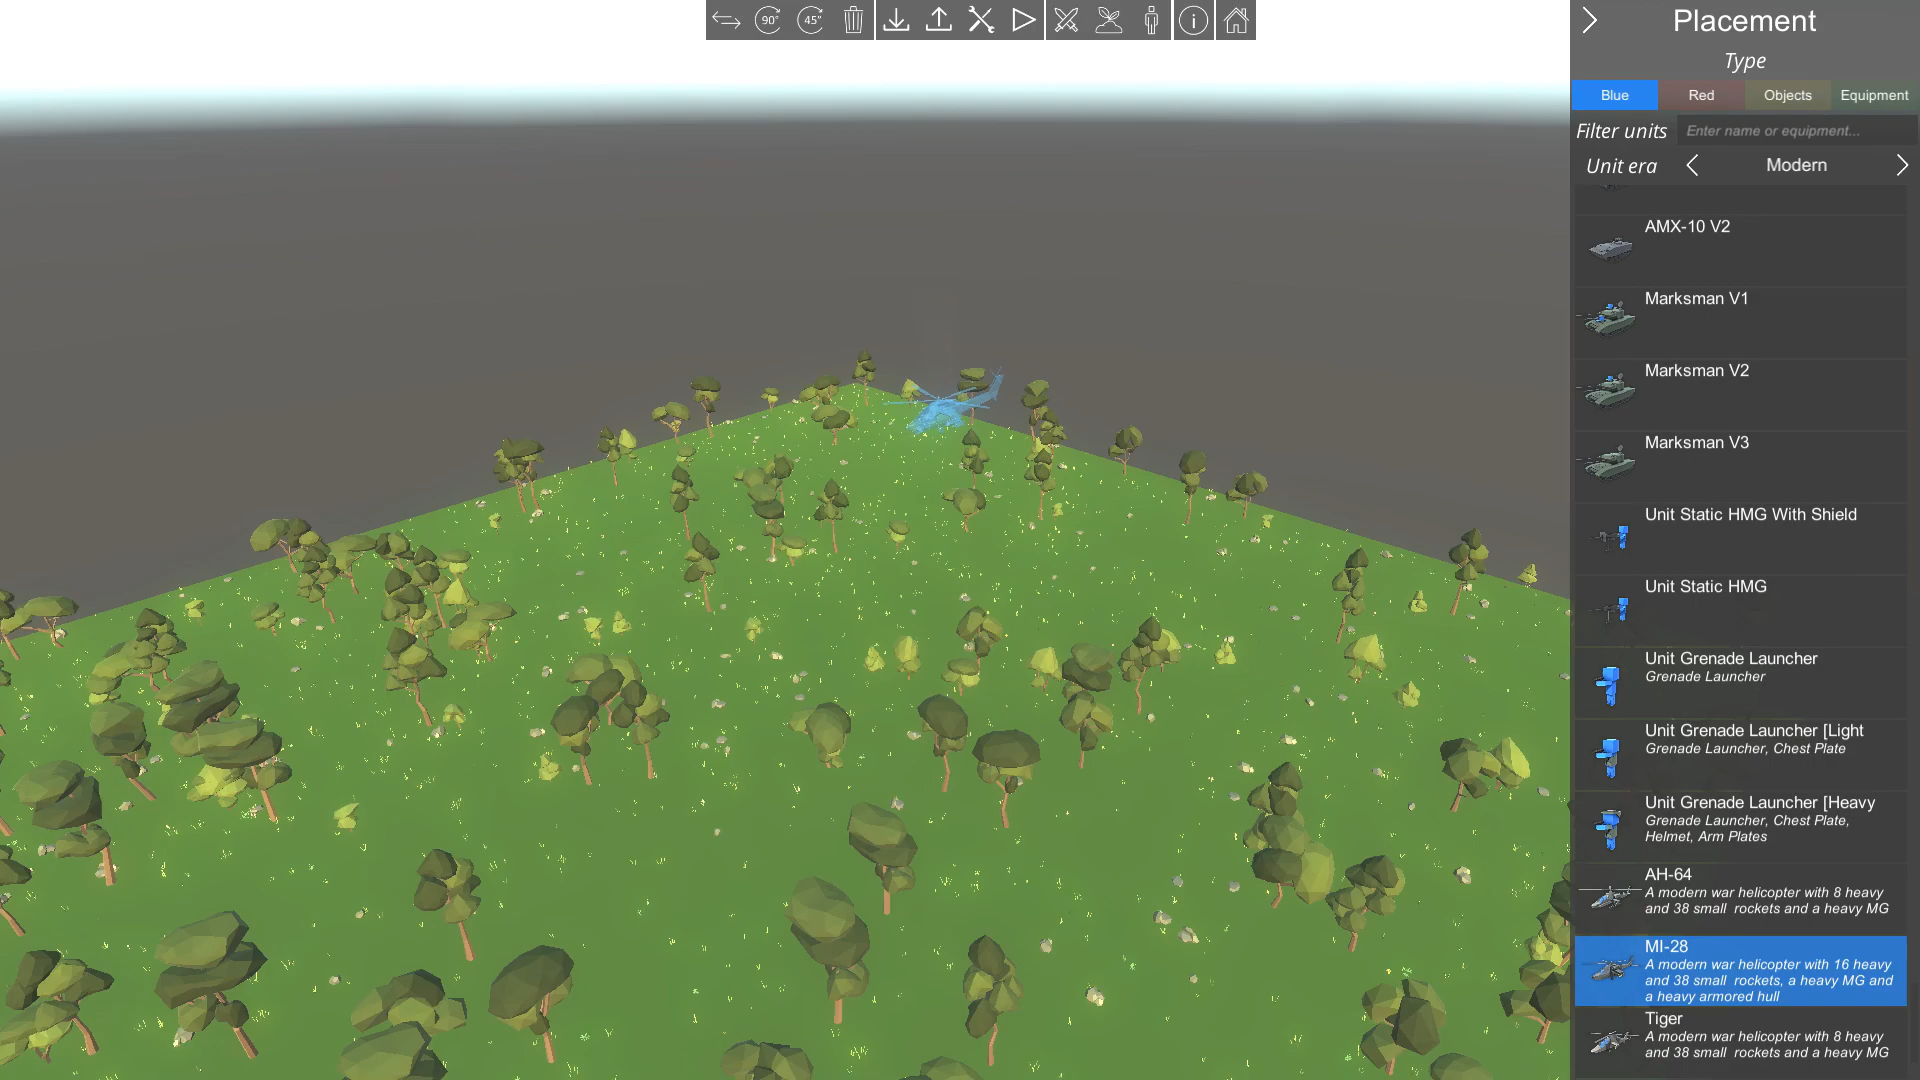 90°
45°
i
Placement
Type
Blue
Red
Objects
Equipment
Filter units
Enter name or equipment...
Unit era
Modern
AMX-10 V2
Marksman V1
Marksman V2
Marksman V3
Unit Static HMG With Shield
Unit Static HMG
Unit Grenade Launcher
Grenade Launcher
Unit Grenade Launcher [Light
Grenade Launcher, Chest Plate
Unit Grenade Launcher [Heavy
Grenade Launcher, Chest Plate,
Helmet, Arm Plates
AH-64
A modern war helicopter with 8 heavy
and 38 small rockets and a heavy MG
MI-28
A modern war helicopter with 16 heavy
and 38 small rockets, a heavy MG and
a heavy armored hull
Tiger
A modern war helicopter with 8 heavy
and 38 small rockets and a heavy MG